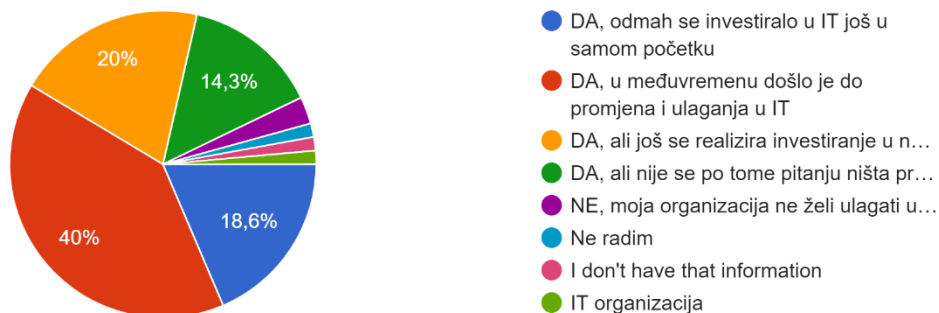 20%
14,3%
40%
18,6%
DA, odmah se investiralo u IT još u
samom početku
DA, u međuvremenu došlo je do
promjena i ulaganja u IT
DA, ali još se realizira investiranje u n…
DA, ali nije se po tome pitanju ništa pr…
NE, moja organizacija ne želi ulagati u…
Ne radim
I don't have that information
IT organizacija